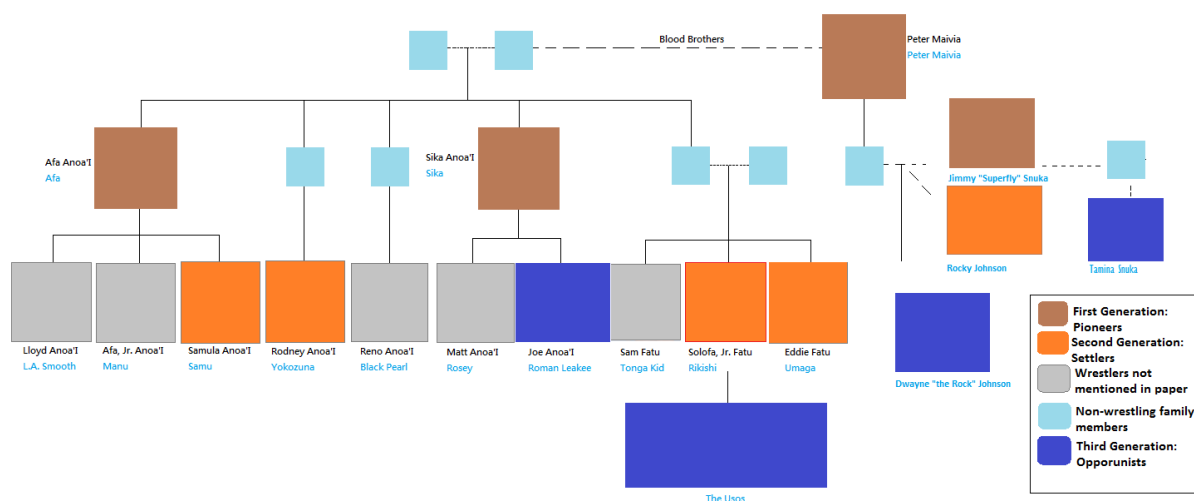 Blood Brothers
Peter Maivia
Peter Maivia
Afa Anoa'I
Afa
Sika Anoa'I
Sika
Jimmy "Superfly" Snuka
Rocky Johnson
Tamina Snuka
Lloyd Anoa'I
L.A. Smooth
Afa, Jr. Anoa'I
Manu
Samula Anoa'I
Samu
Rodney Anoa'I
Yokozuna
Reno Anoa'I
Black Pearl
Matt Anoa'I
Rosey
Joe Anoa'I
Roman Leakee
Sam Fatu
Tonga Kid
Solofa, Jr. Fatu
Rikishi
Eddie Fatu
Umaga
Dwayne "the Rock" Johnson
The Usos
First Generation:
Pioneers
Second Generation:
Settlers
Wrestlers not
mentioned in paper
Non-wrestling family
members
Third Generation:
Opporunists